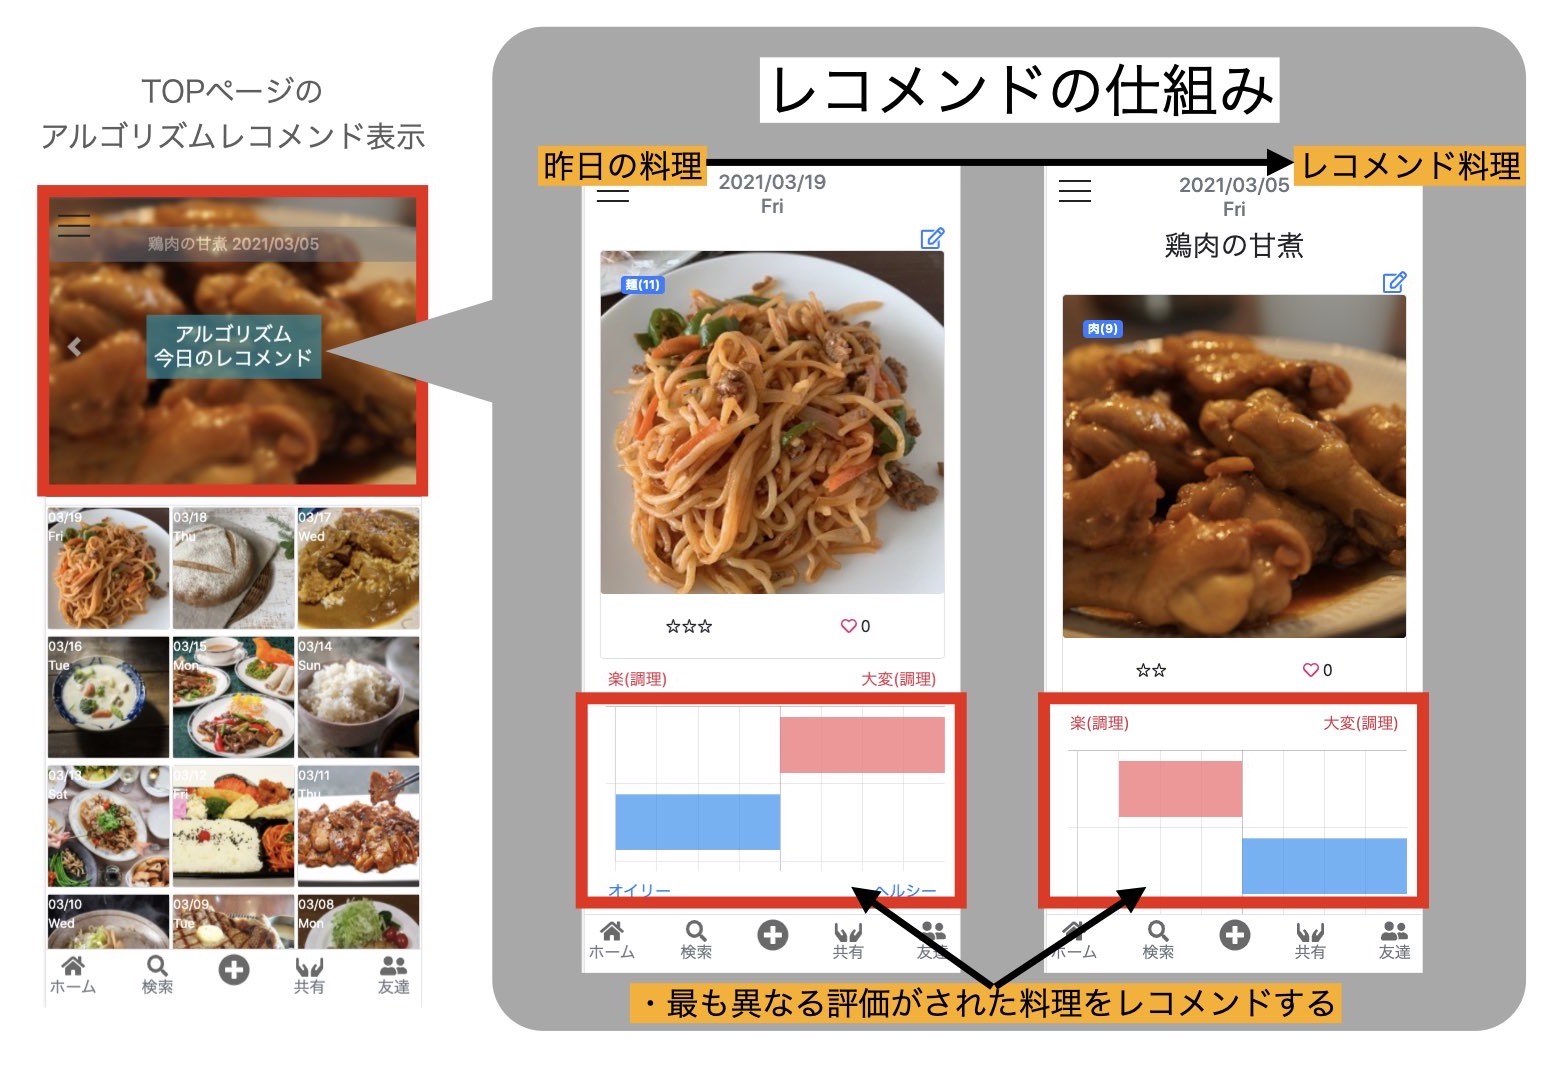 TOPページの
アルゴリズムレコメンド表示
鶏肉の甘煮 2021/03/05
アルゴリズム
今日のレコメンド
03/19
Fri
03/18
Thu
03/17
Wed
03/16
Tue
03/15
Mon
03/14
Sun
03/13
Sat
03/12
Fri
03/11
Thu
03/10
Wed
03/09
Tue
03/08
Mon
ホーム
検索
共有
友達
レコメンドの仕組み
昨日の料理
レコメンド料理
2021/03/19
Fri
麺(11)
☆☆☆
0
楽(調理)
大変(調理)
オイリー
ヘルシー
ホーム
検索
共有
友達
2021/03/05
Fri
鶏肉の甘煮
肉(9)
☆☆
0
楽(調理)
大変(調理)
ホーム
検索
共有
友達
・最も異なる評価がされた料理をレコメンドする